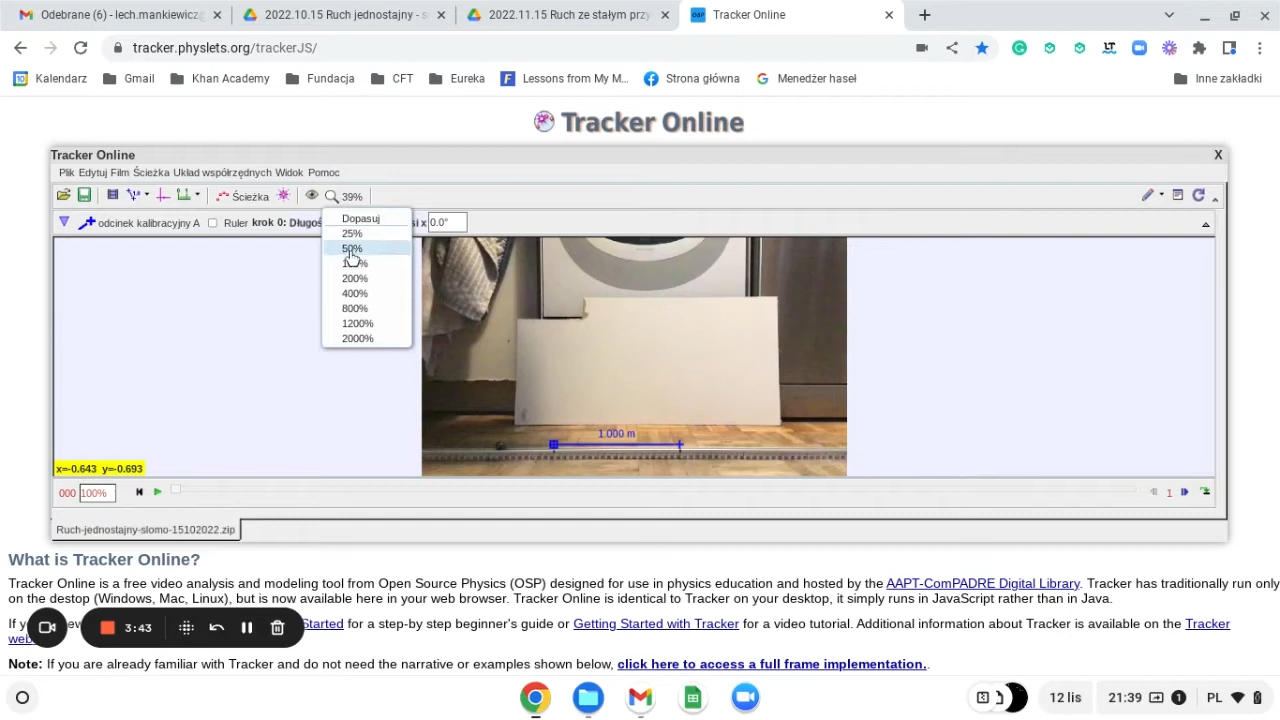 Odebrane (6) - lech.mankiewicz@
2022.10.15 Ruch jednostajny - s
2022.11.15 Ruch ze stałym przy
Tracker Online
tracker.physlets.org/trackerJS/
Kalendarz
Gmail
Khan Academy
Fundacja
CFT
Eureka
Lessons from My M...
Strona główna
Menedżer haseł
Inne zakładki
Tracker Online
Tracker Online
X
Plik Edytuj Film Ścieżka Układ współrzędnych Widok Pomoc
Ścieżka
39%
odcinek kalibracyjny A
Ruler
krok 0: Długoś
si x
0.0°
Dopasuj
25%
50%
200%
400%
800%
1200%
2000%
1.000 m
x=-0.643 y=-0.693
000
100%
1
Ruch-jednostajny-slomo-15102022.zip
What is Tracker Online?
Tracker Online is a free video analysis and modeling tool from Open Source Physics (OSP) designed for use in physics education and hosted by the AAPT-ComPADRE Digital Library. Tracker has traditionally run only
on the destop (Windows, Mac, Linux), but is now available here in your web browser. Tracker Online is identical to Tracker on your desktop, it simply runs in JavaScript rather than in Java.
If y
Started for a step-by step beginner's guide or Getting Started with Tracker for a video tutorial. Additional information about Tracker is available on the Tracker
web
3:43
Note: If you are already familiar with Tracker and do not need the narrative or examples shown below, click here to access a full frame implementation..
12 lis
21:39
1
PL